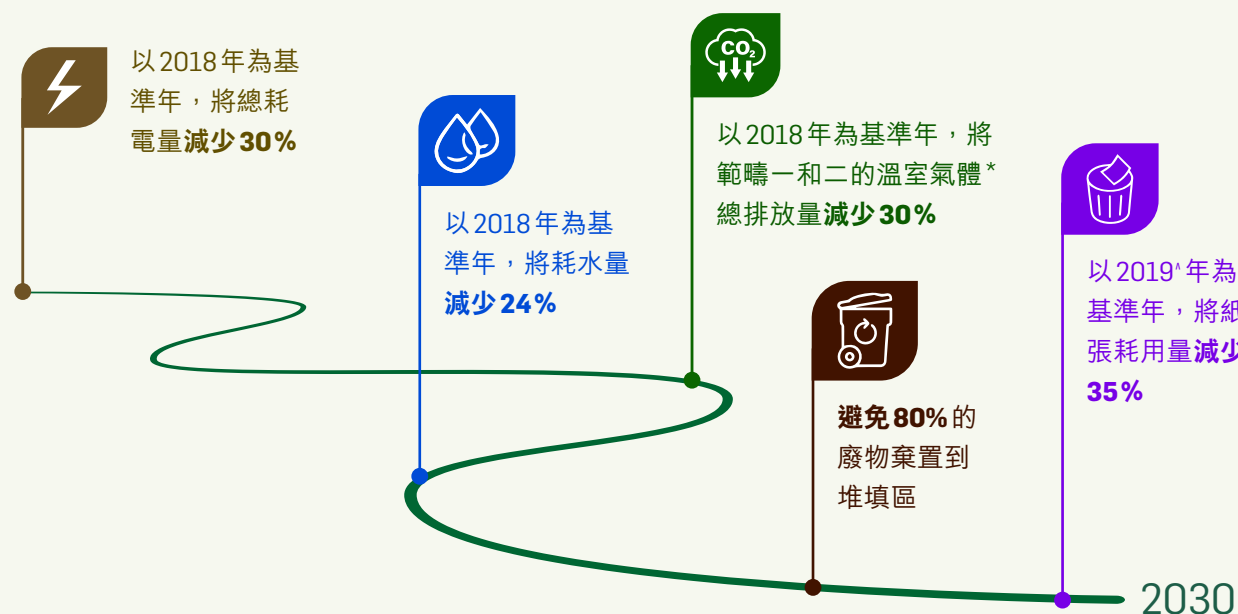 以2018年為基
準年，將總耗
電量減少30%
以2018年為基
準年，將耗水量
減少24%
CO₂
以2018年為基準年，將
範疇一和二的溫室氣體*
總排放量減少30%
避免80%的
廢物棄置到
堆填區
以2019^年為
基準年，將紙
張耗用量減少
35%
2030